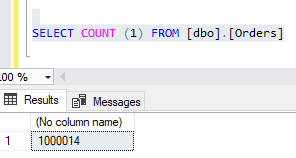 SELECT COUNT (1) FROM [dbo].[Orders]
00 %
Results
Messages
(No column name)
1
1000014